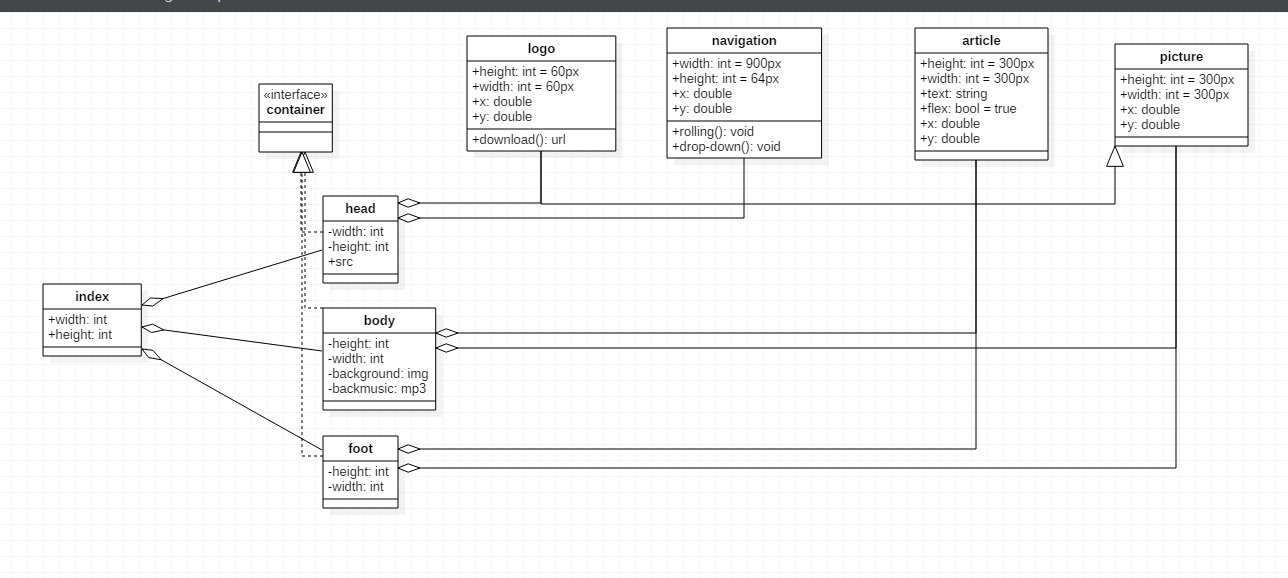 logo
+height: int = 60px
+width: int = 60px
+x: double
+y: double
+download(): url
navigation
+width: int = 900px
+height: int = 64px
+x: double
+y: double
+rolling(): void
+drop-down(): void
article
+height: int = 300px
+width: int = 300px
+text: string
+flex: bool = true
+x: double
+y: double
picture
+height: int = 300px
+width: int = 300px
+x: double
+y: double
«interface»
container
head
-width: int
-height: int
+src
index
+width: int
+height: int
body
-height: int
-width: int
-background: img
-backmusic: mp3
foot
-height: int
-width: int